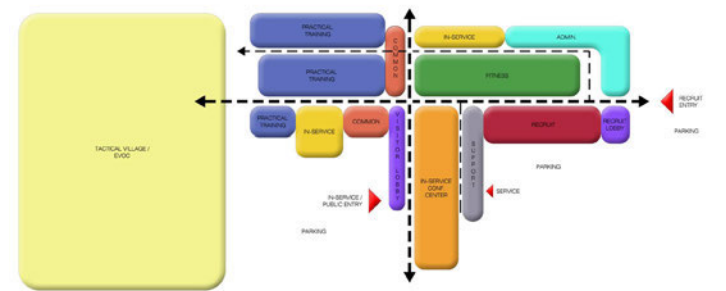 PRACTICAL
TRAINING
COMMON
IN-SERVICE
ADMIN.
PRACTICAL
TRAINING
FITNESS
RECRUIT
ENTRY
PRACTICAL
TRAINING
IN-SERVICE
COMMON
VISITOR LOBBY
SUPPORT
RECRUIT
RECRUIT
LOBBY
PARKING
TACTICAL VILLAGE /
EVOC
PARKING
IN-SERVICE
CONF.
CENTER
SERVICE
IN-SERVICE /
PUBLIC ENTRY
PARKING